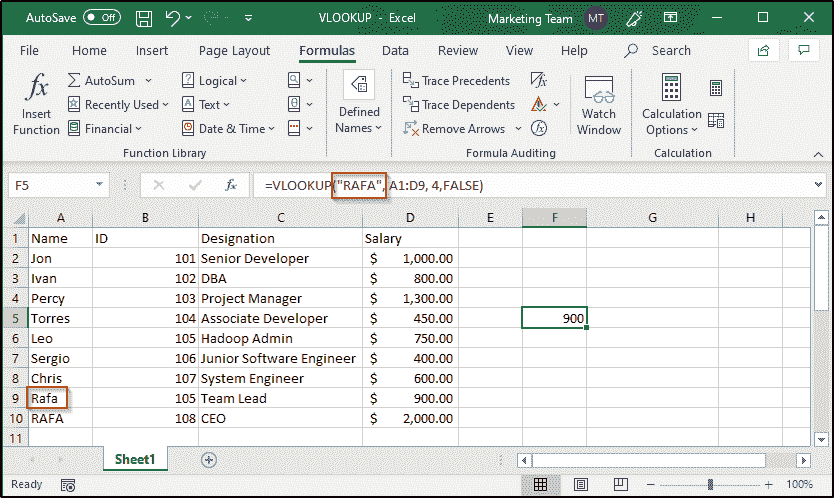 AutoSave Off VLOOKUP - Excel Marketing Team MT
File Home Insert Page Layout Formulas Data Review View Help Search
fx Insert Function
AutoSum
Recently Used
Financial
Logical
Text
Date & Time
Function Library
Defined Names
Trace Precedents
Trace Dependents
Remove Arrows
fx
fx
Formula Auditing
Watch Window
Calculation Options
Calculation
F5 fx =VLOOKUP("RAFA", A1:D9, 4,FALSE)
A B C D E F G H
1 Name ID Designation Salary
2 Jon 101 Senior Developer $ 1,000.00
3 Ivan 102 DBA $ 800.00
4 Percy 103 Project Manager $ 1,300.00
5 Torres 104 Associate Developer $ 450.00 900
6 Leo 105 Hadoop Admin $ 750.00
7 Sergio 106 Junior Software Engineer $ 400.00
8 Chris 107 System Engineer $ 600.00
9 Rafa 105 Team Lead $ 900.00
10 RAFA 108 CEO $ 2,000.00
11
Sheet1
Ready 100%